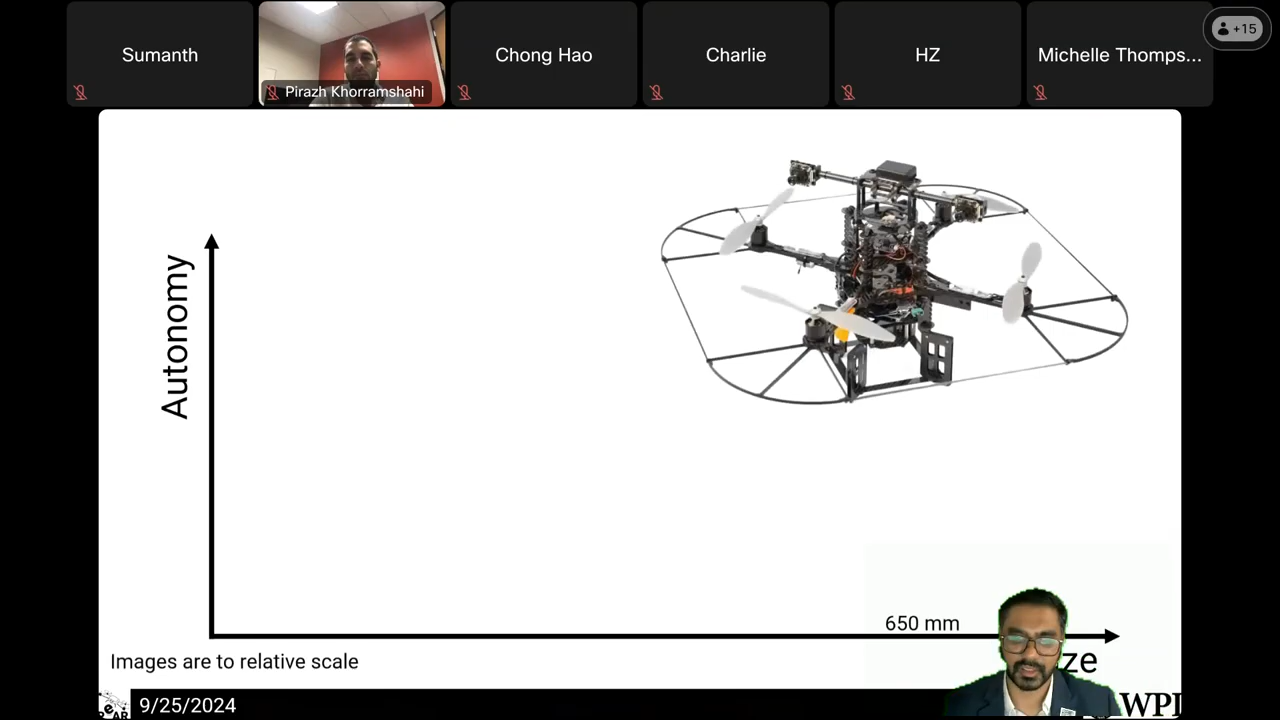 Sumanth
Pirazh Khorramshahi
Chong Hao
Charlie
HZ
Michelle Thomps...
+15
Autonomy
650 mm
ze
Images are to relative scale
9/25/2024
WPI